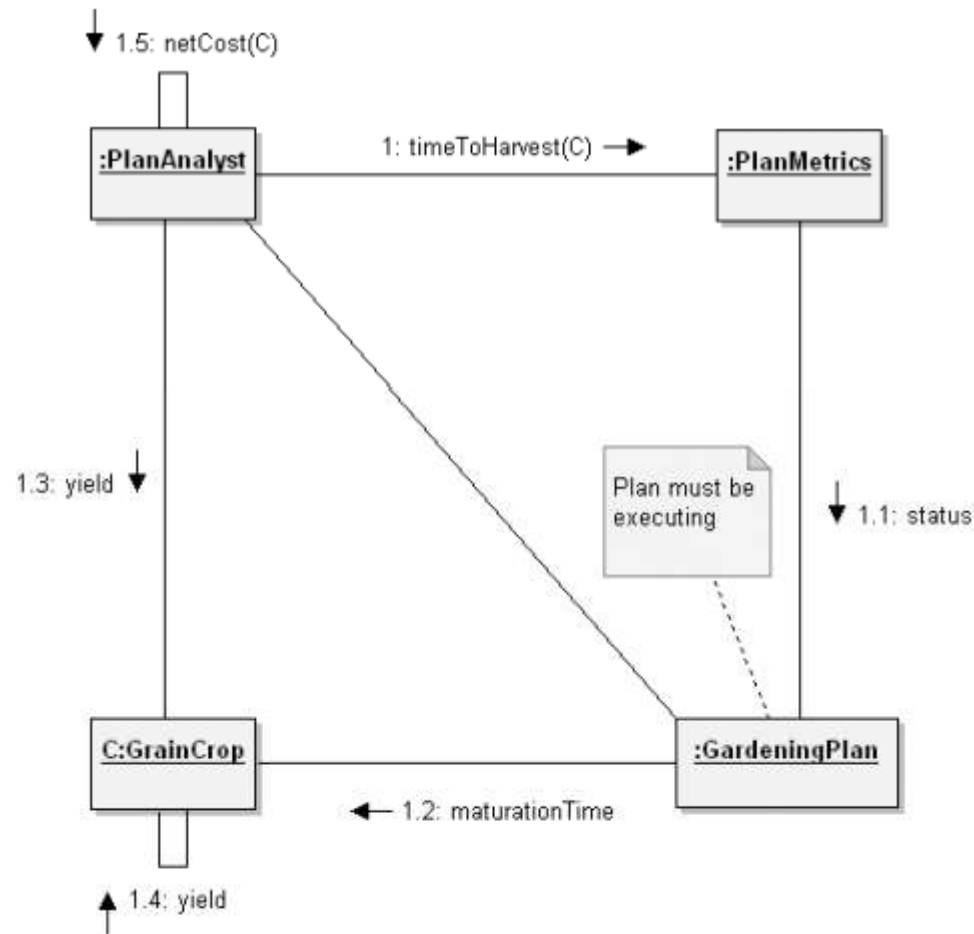 1.5: netCost(C)
:PlanAnalyst
1: timeToHarvest(C)
:PlanMetrics
1.3: yield
Plan must be
executing
1.1: status
C:GrainCrop
:GardeningPlan
1.2: maturationTime
1.4: yield